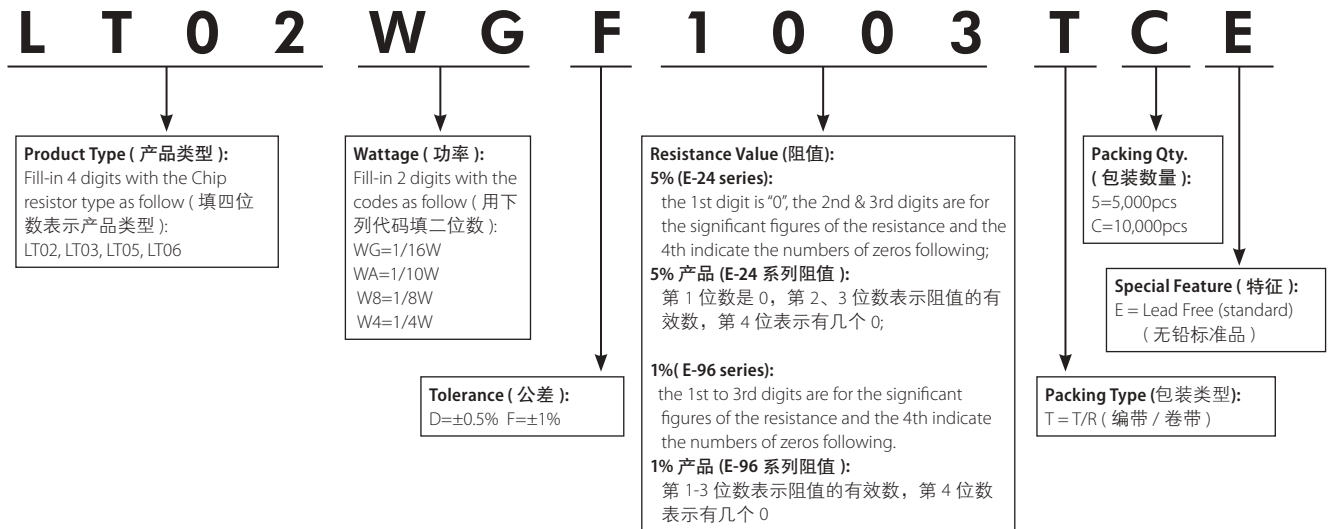 L T 0 2 W G F 1 0 0 3 T C E
Product Type ( 产品类型 ):
Fill-in 4 digits with the Chip
resistor type as follow ( 填四位
数表示产品类型 ):
LT02, LT03, LT05, LT06
Wattage ( 功率 ):
Fill-in 2 digits with the
codes as follow ( 用下
列代码填二位数 ):
WG=1/16W
WA=1/10W
W8=1/8W
W4=1/4W
Tolerance ( 公差 ):
D=±0.5% F=±1%
Resistance Value (阻值):
5% (E-24 series):
the 1st digit is “0”, the 2nd & 3rd digits are for
the significant figures of the resistance and the
4th indicate the numbers of zeros following;
5% 产品 (E-24 系列阻值 ):
第 1 位数是 0，第 2、3 位数表示阻值的有
效数，第 4 位表示有几个 0;
1%( E-96 series):
the 1st to 3rd digits are for the significant
figures of the resistance and the 4th indicate
the numbers of zeros following.
1% 产品 (E-96 系列阻值 ):
第 1-3 位数表示阻值的有效数，第 4 位数
表示有几个 0
Packing Qty.
( 包装数量 ):
5=5,000pcs
C=10,000pcs
Special Feature ( 特征 ):
E = Lead Free (standard)
( 无铅标准品 )
Packing Type (包装类型):
T = T/R ( 编带 / 卷带 )